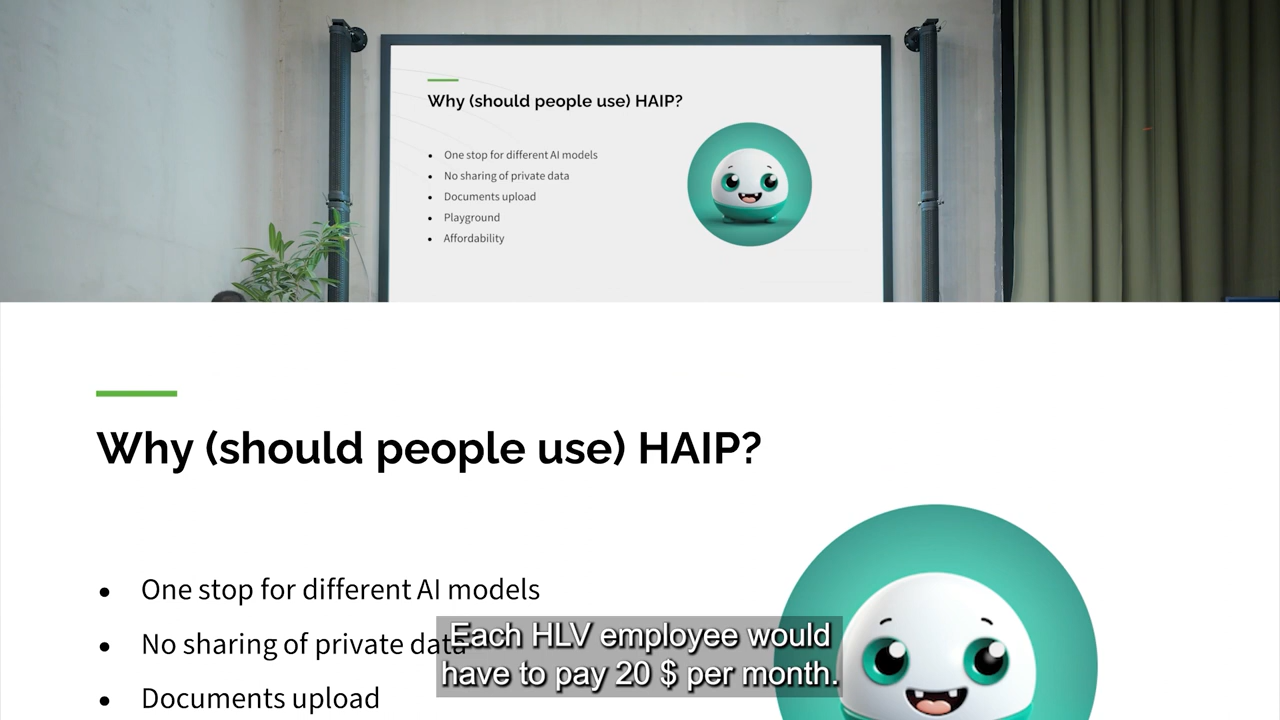 Why (should people use) HAIP?
• One stop for different AI models
• No sharing of private data
• Documents upload
• Playground
• Affordability
Why (should people use) HAIP?
• One stop for different AI models
• No sharing of private data
• Documents upload
Each HLV employee would
have to pay 20 $ per month.